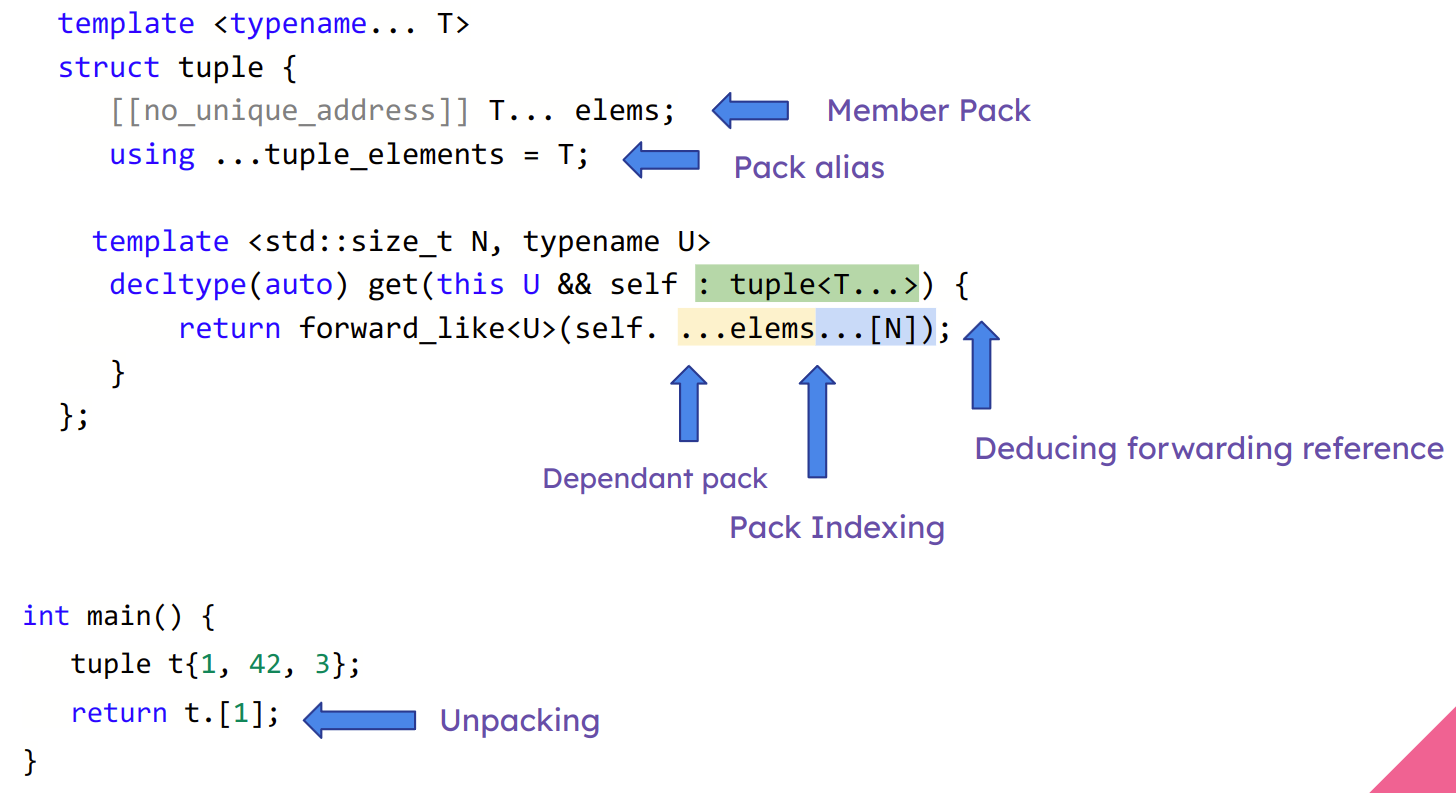 template <typename... T>
struct tuple {
[[no_unique_address]] T... elems;
Member Pack
using ...tuple_elements = T;
Pack alias
template <std::size_t N, typename U>
decltype(auto) get(this U && self : tuple<T...>) {
return forward_like<U>(self. ...elems...[N]);
}
};
Deducing forwarding reference
Dependant pack
Pack Indexing
int main() {
tuple t{1, 42, 3};
return t.[1];
Unpacking
}